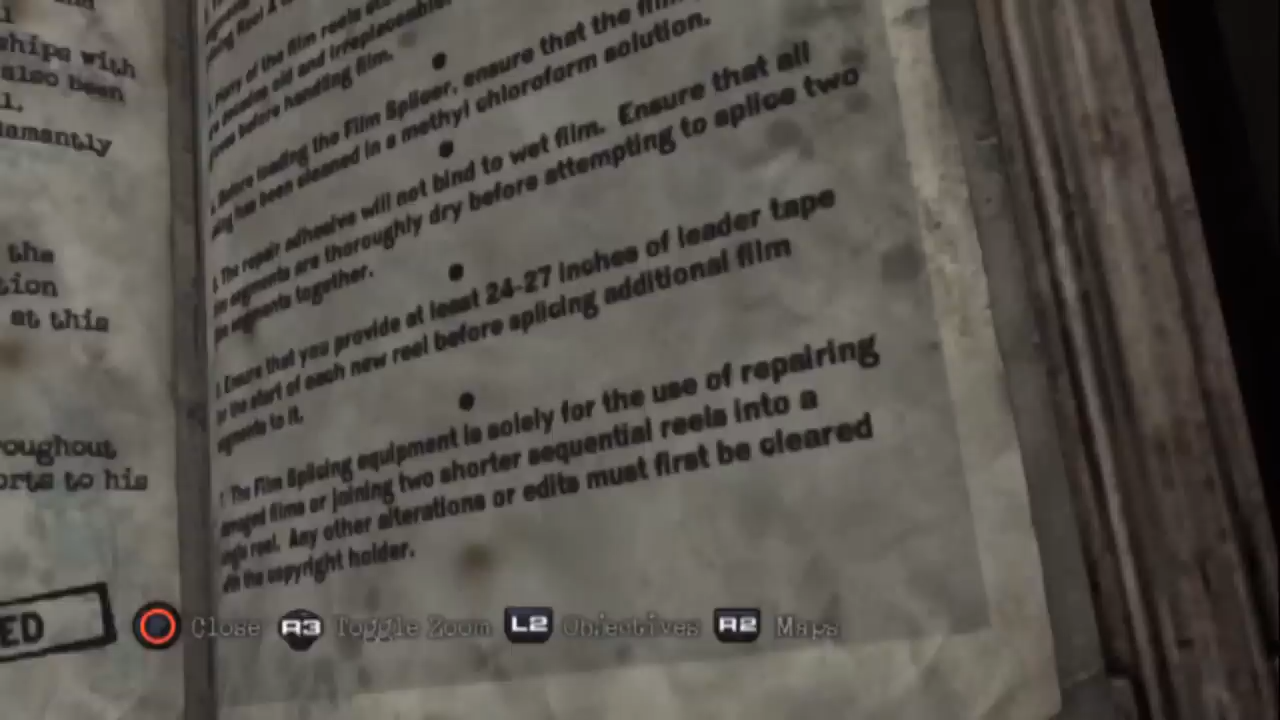 ships with
also been
lamantly
the
tion
at this
roughout
orts to his
ED
Many of the film reels
old and irreplaceable.
before handling film.
Before loading the Film Splicer, ensure that the film
has been cleaned in a methyl chloroform solution.
The repair adhesive will not bind to wet film. Ensure that all
segments are thoroughly dry before attempting to splice two
segments together.
Ensure that you provide at least 24-27 inches of leader tape
the start of each new reel before splicing additional film
to it.
The Film Splicing equipment is solely for the use of repairing
films or joining two shorter sequential reels into a
reel. Any other alterations or edits must first be cleared
the copyright holder.
Close R3 Toggle Zoom L2 Objectives R2 Maps